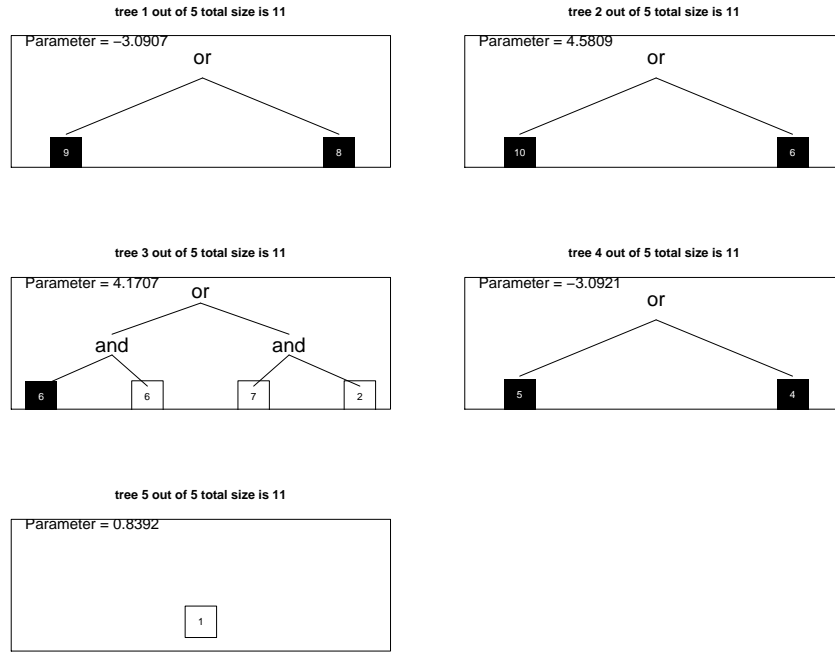 tree 1 out of 5 total size is 11
Parameter = −3.0907
or
9
8
tree 2 out of 5 total size is 11
Parameter = 4.5809
or
10
6
tree 3 out of 5 total size is 11
Parameter = 4.1707
or
and
and
6
6
7
2
tree 4 out of 5 total size is 11
Parameter = −3.0921
or
5
4
tree 5 out of 5 total size is 11
Parameter = 0.8392
1